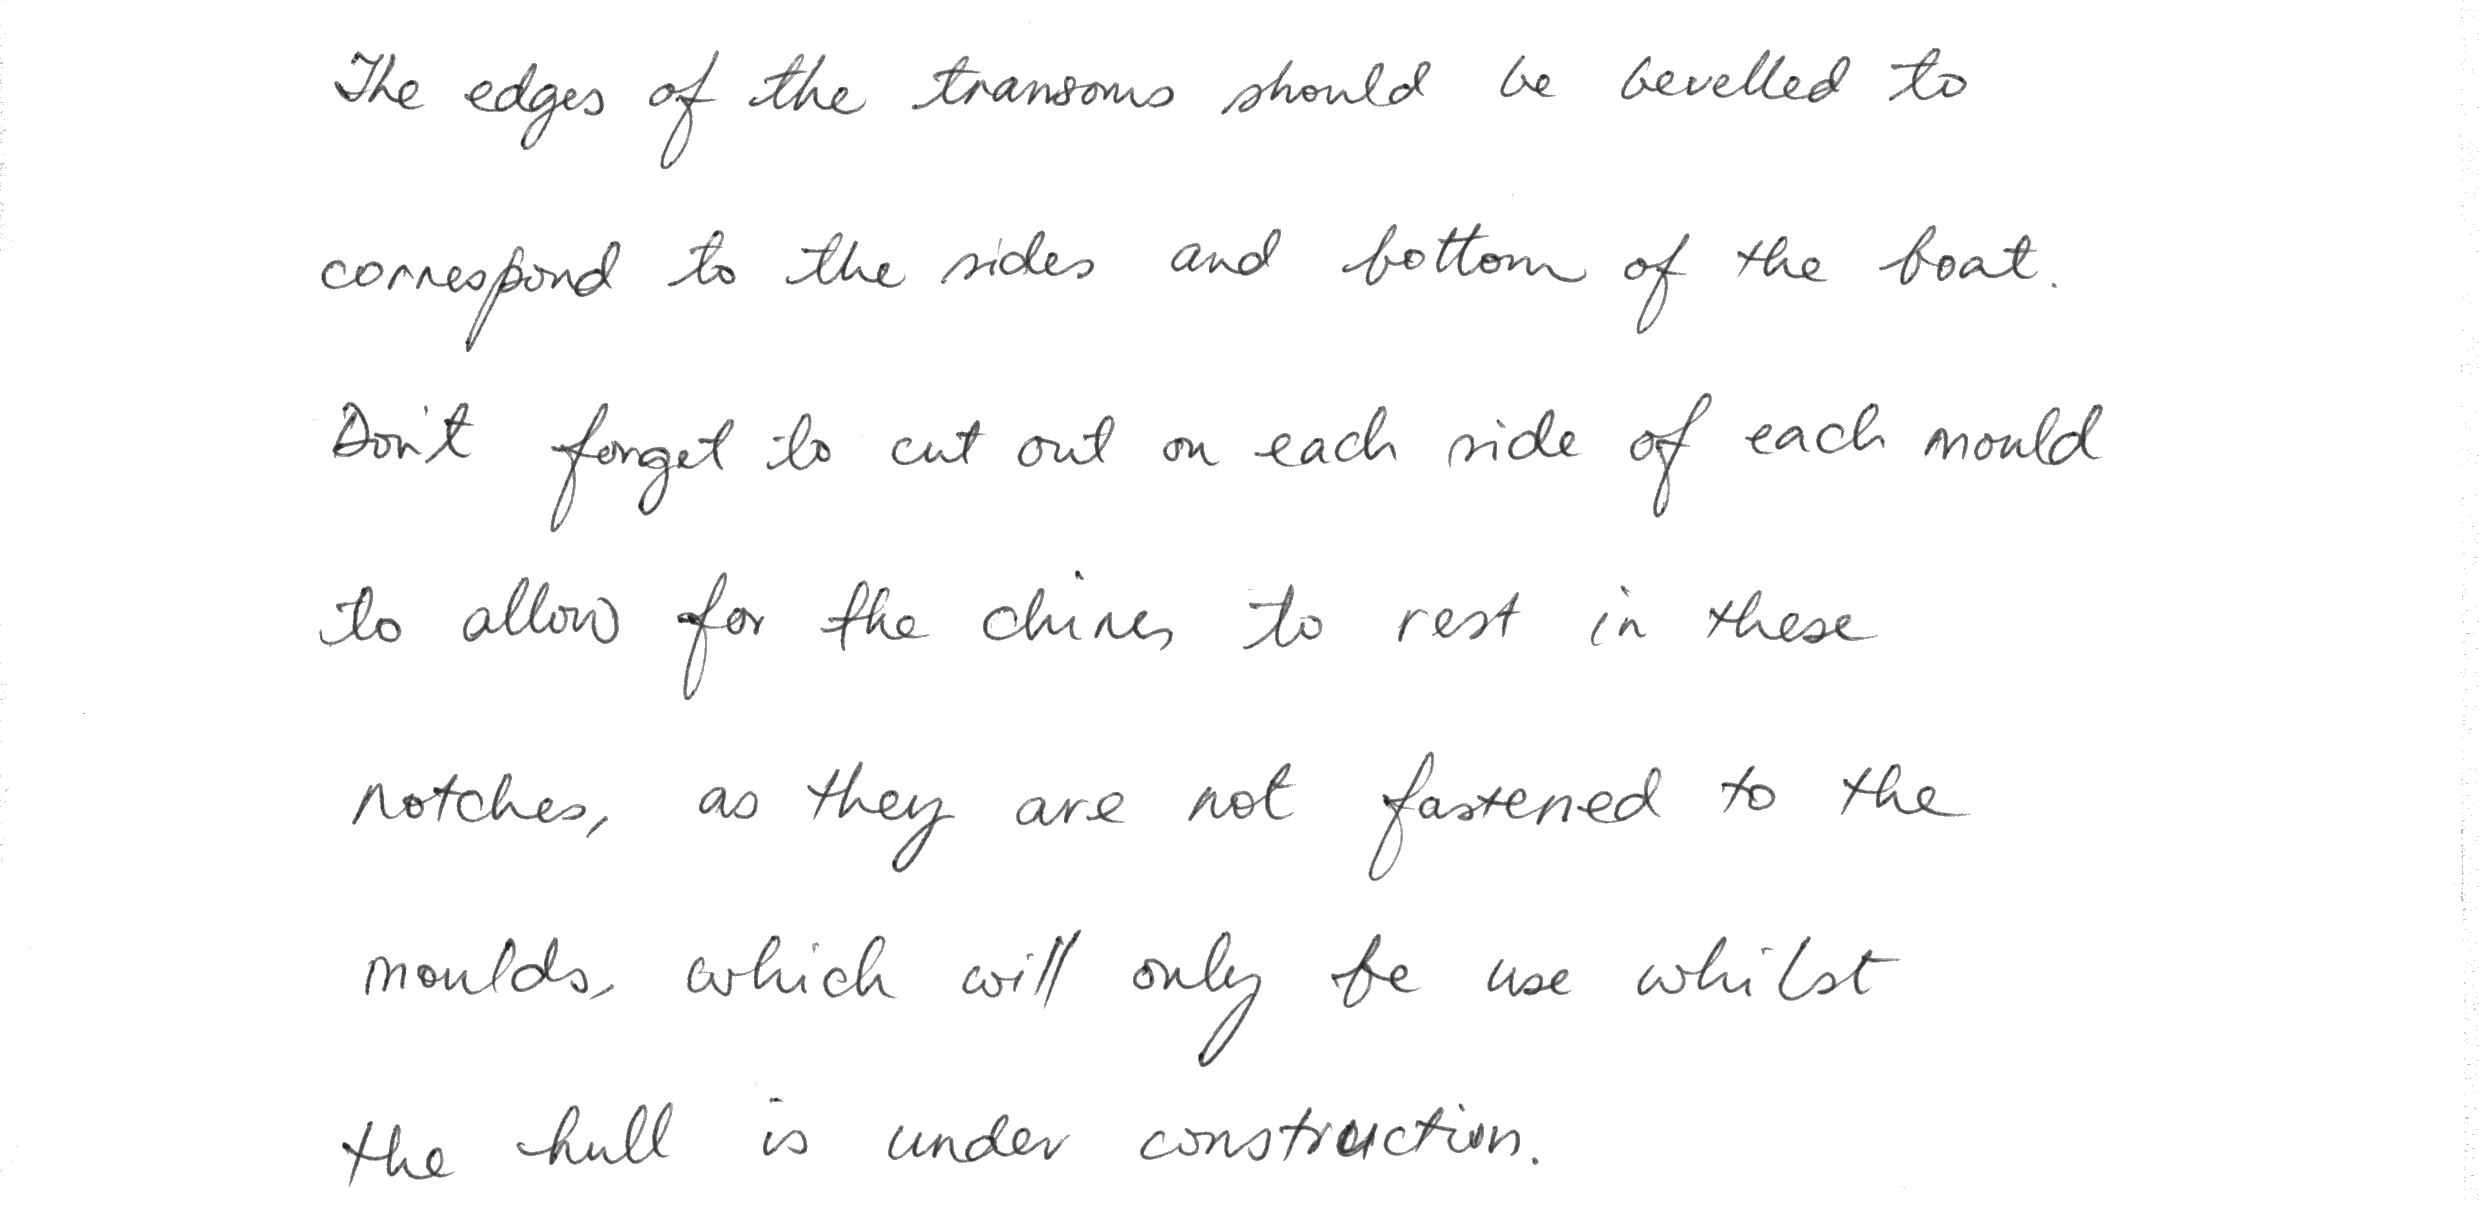 The edges of the transoms should be bevelled to
correspond to the sides and bottom of the boat.
Don't forget to cut out on each side of each mould
to allow for the chines to rest in these
notches, as they are not fastened to the
moulds, which will only be use whilst
the hull is under construction.